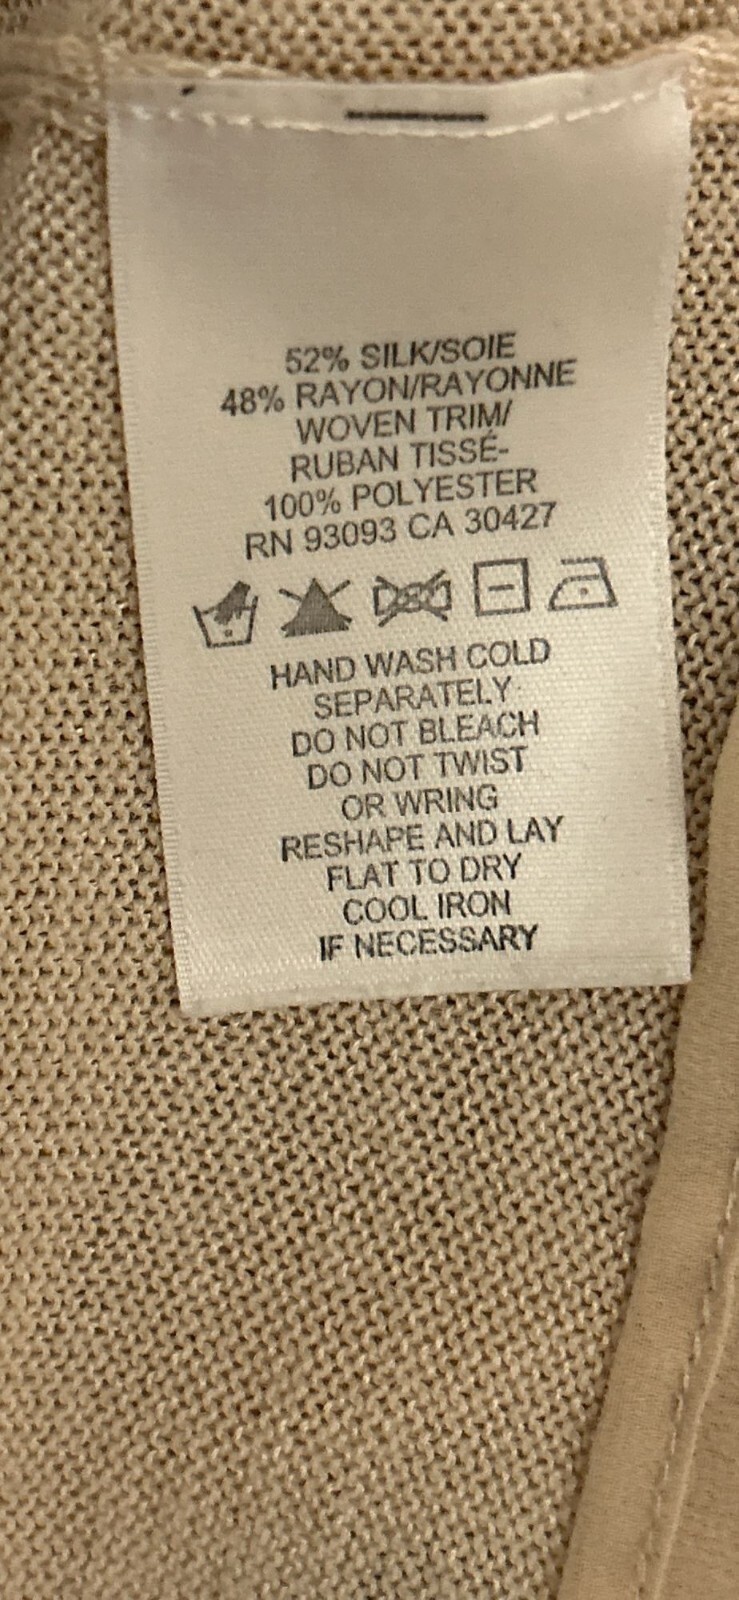 52% SILK/SOIE
48% RAYON/RAYONNE
WOVEN TRIM/
RUBAN TISSÉ-
100% POLYESTER
RN 93093 CA 30427
HAND WASH COLD
SEPARATELY
DO NOT BLEACH
DO NOT TWIST
OR WRING
RESHAPE AND LAY
FLAT TO DRY
COOL IRON
IF NECESSARY